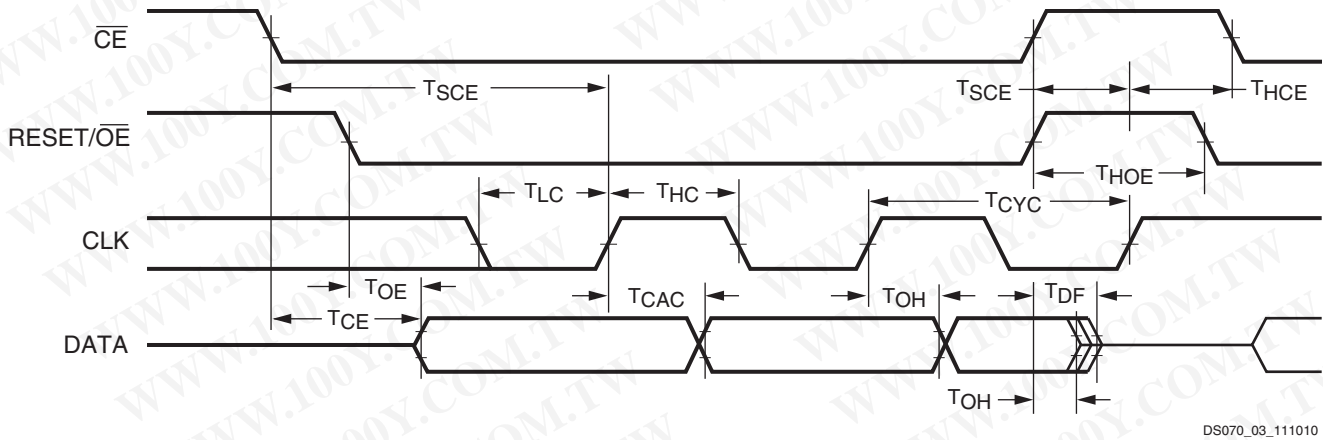 CE
TSCE
TSCE
THCE
RESET/OE
TLC
THC
THOE
TCYC
CLK
TOE
TCAC
TOH
TDF
TCE
DATA
TOH
DS070_03_111010
WWW.100Y.COM.TW